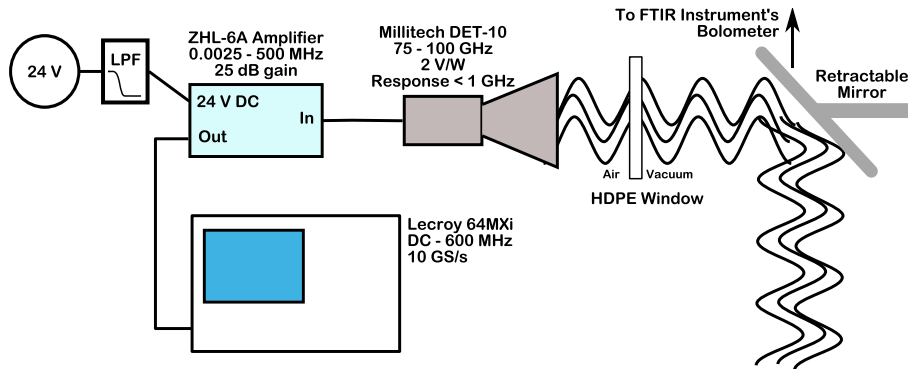 24 V
LPF
ZHL-6A Amplifier
0.0025 - 500 MHz
25 dB gain
24 V DC
In
Out
Millitech DET-10
75 - 100 GHz
2 V/W
Response < 1 GHz
To FTIR Instrument's
Bolometer
Retractable
Mirror
Air
Vacuum
HDPE Window
Lecroy 64MXi
DC - 600 MHz
10 GS/s